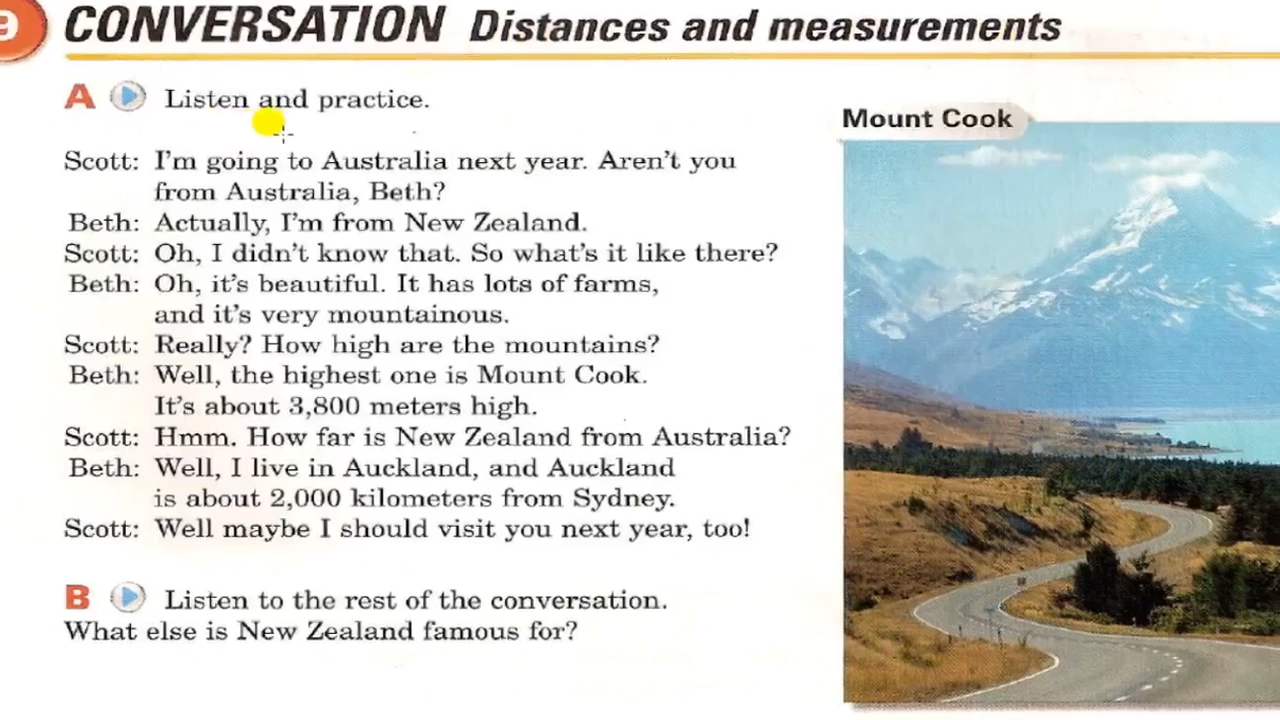 9 CONVERSATION Distances and measurements
A Listen and practice.
Scott: I'm going to Australia next year. Aren't you
from Australia, Beth?
Beth: Actually, I'm from New Zealand.
Scott: Oh, I didn't know that. So what's it like there?
Beth: Oh, it's beautiful. It has lots of farms,
and it's very mountainous.
Scott: Really? How high are the mountains?
Beth: Well, the highest one is Mount Cook.
It's about 3,800 meters high.
Scott: Hmm. How far is New Zealand from Australia?
Beth: Well, I live in Auckland, and Auckland
is about 2,000 kilometers from Sydney.
Scott: Well maybe I should visit you next year, too!
B Listen to the rest of the conversation.
What else is New Zealand famous for?
Mount Cook